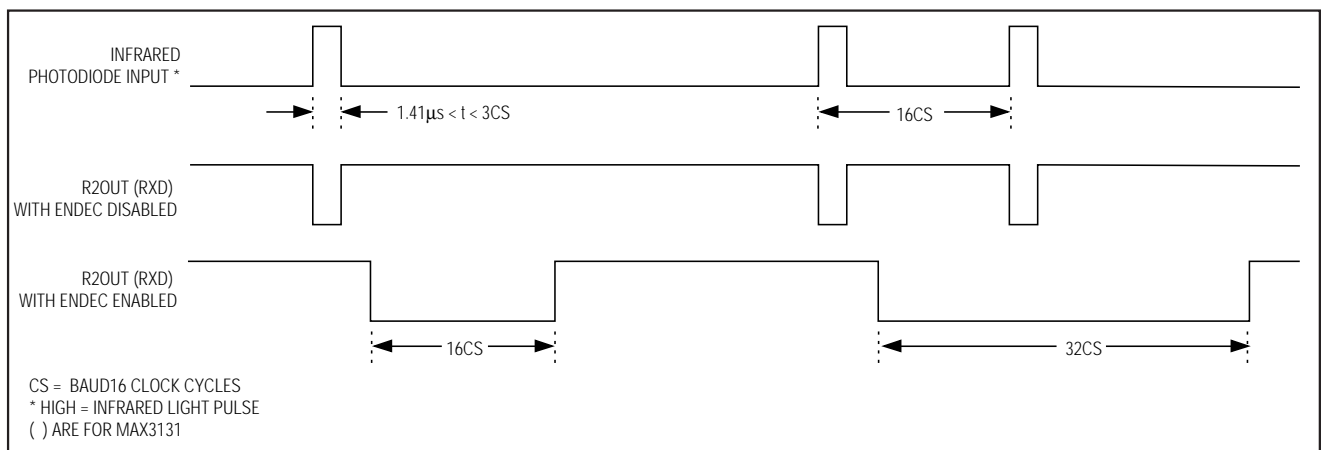 INFRARED
PHOTODIODE INPUT *
1.41µs < t < 3CS
16CS
R2OUT (RXD)
WITH ENDEC DISABLED
R2OUT (RXD)
WITH ENDEC ENABLED
16CS
32CS
CS = BAUD16 CLOCK CYCLES
* HIGH = INFRARED LIGHT PULSE
( ) ARE FOR MAX3131